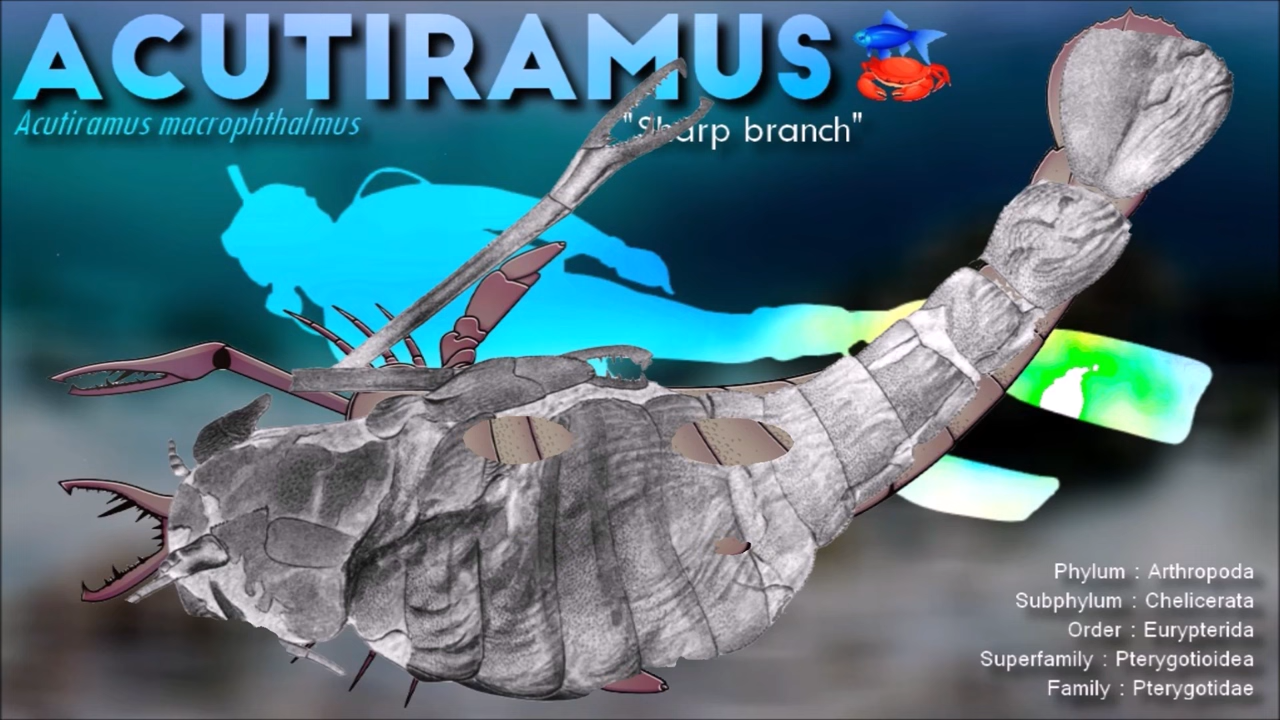 ACUTIRAMUS
Acutiramus macrophthalmus
"Sharp branch"
Phylum : Arthropoda
Subphylum : Chelicerata
Order : Eurypterida
Superfamily : Pterygotioidea
Family : Pterygotidae